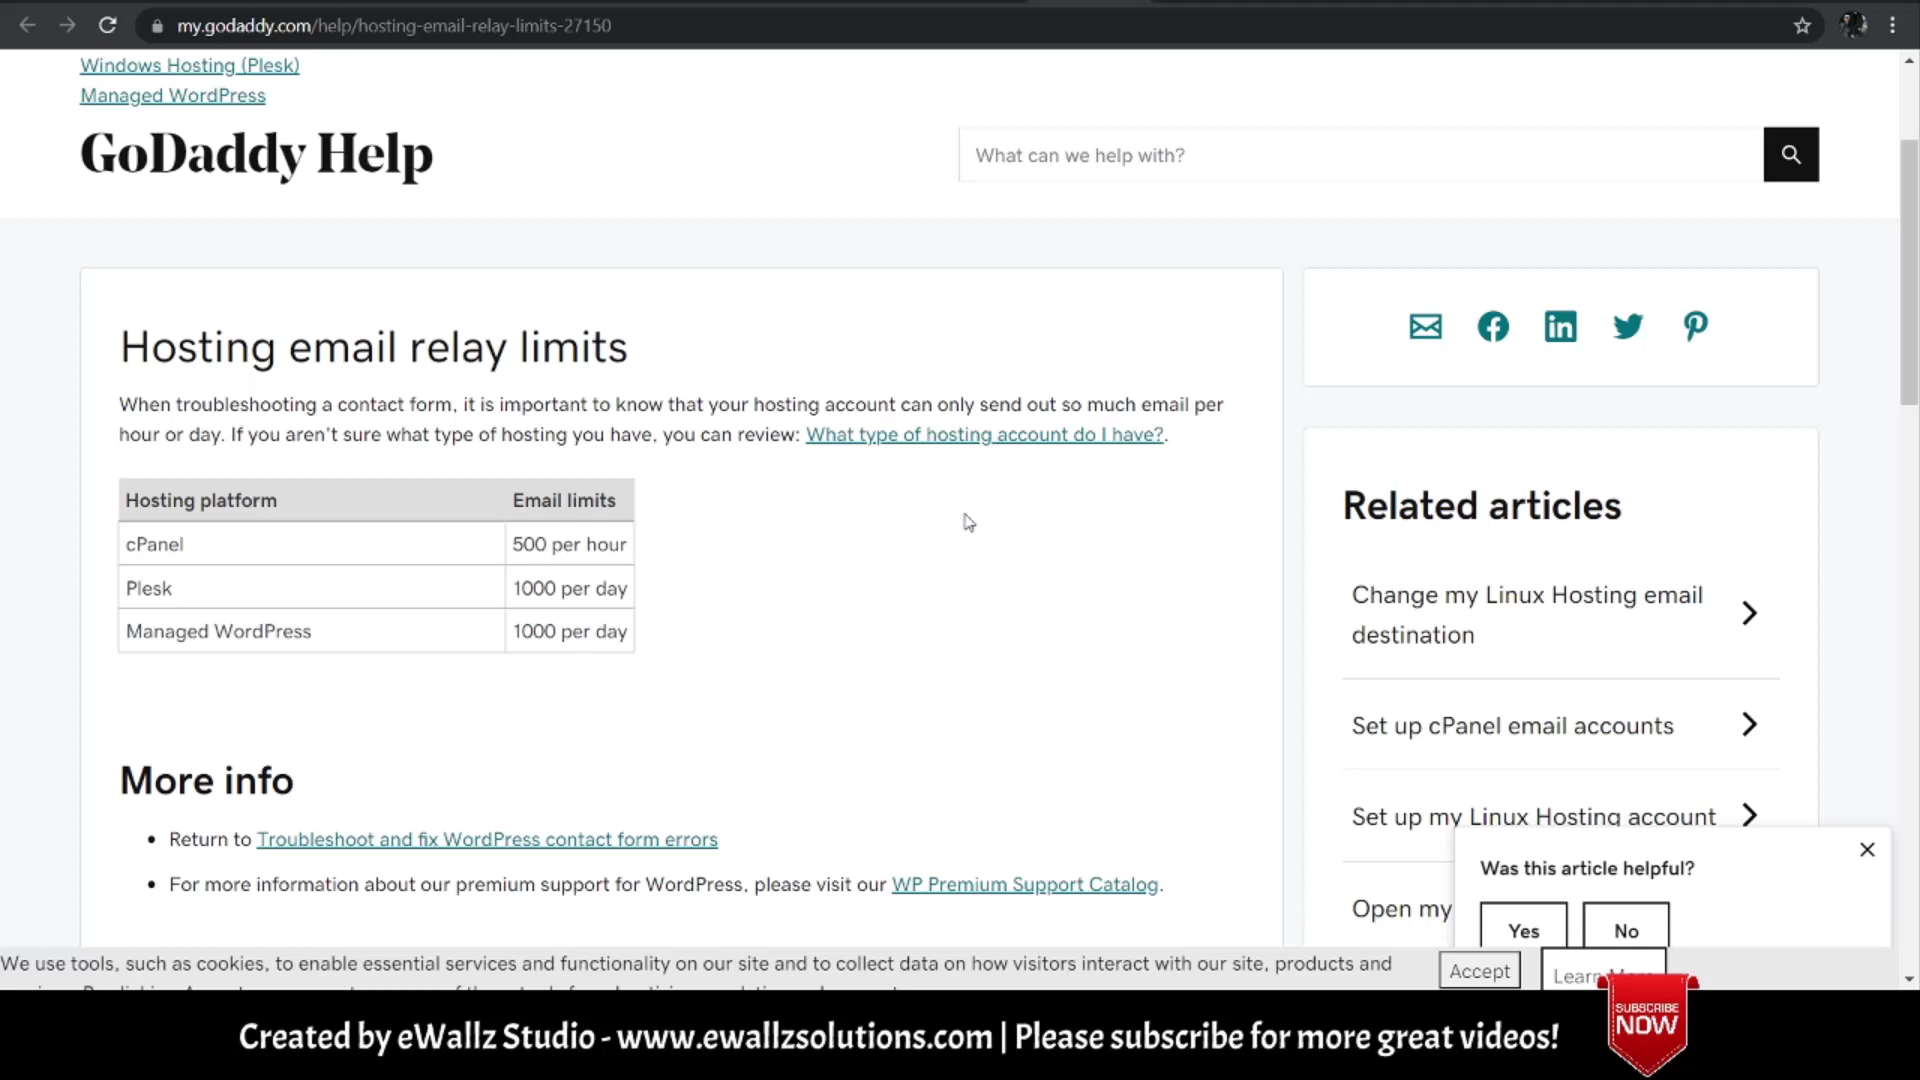 my.godaddy.com/help/hosting-email-relay-limits-27150
Windows Hosting (Plesk)
Managed WordPress
GoDaddy Help
What can we help with?
Hosting email relay limits
When troubleshooting a contact form, it is important to know that your hosting account can only send out so much email per
hour or day. If you aren't sure what type of hosting you have, you can review: What type of hosting account do I have?.
Hosting platform Email limits
cPanel 500 per hour
Plesk 1000 per day
Managed WordPress 1000 per day
More info
• Return to Troubleshoot and fix WordPress contact form errors
• For more information about our premium support for WordPress, please visit our WP Premium Support Catalog.
Related articles
Change my Linux Hosting email
destination
Set up cPanel email accounts
Set up my Linux Hosting account
Open my
Was this article helpful?
Yes No
We use tools, such as cookies, to enable essential services and functionality on our site and to collect data on how visitors interact with our site, products and
Accept Learn
Created by eWallz Studio - www.ewallzsolutions.com | Please subscribe for more great videos!
SUBSCRIBE
NOW